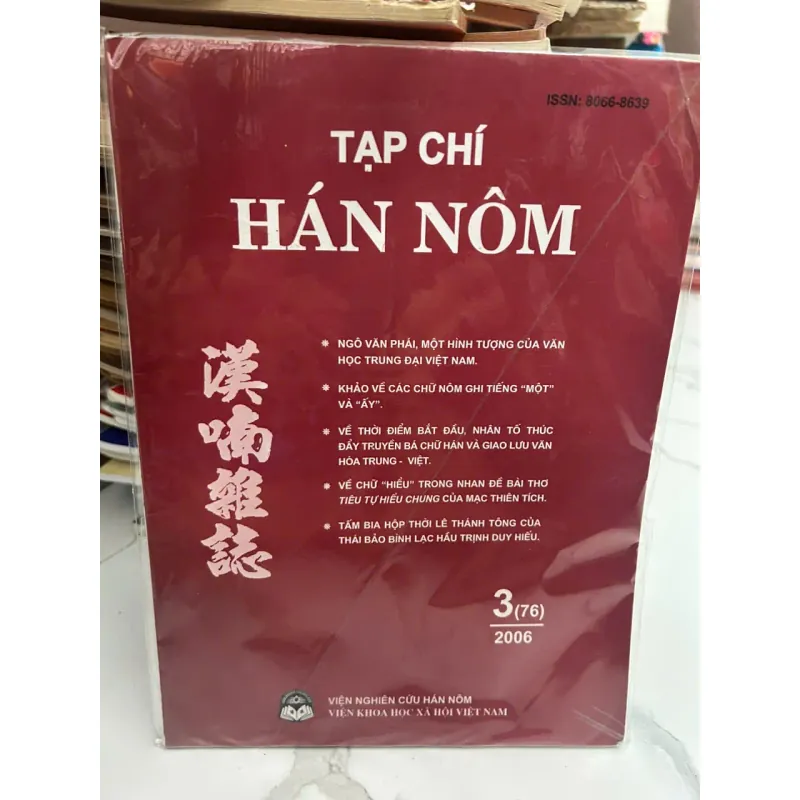 ISSN: 8066-8639
TẠP CHÍ
HÁN NÔM
漢喃雜誌
* NGÔ VĂN PHÁI, MỘT HÌNH TƯỢNG CỦA VĂN
HỌC TRUNG ĐẠI VIỆT NAM.
* KHẢO VỀ CÁC CHỮ NÔM GHI TIẾNG “MỘT”
VÀ “ẤY”.
* VỀ THỜI ĐIỂM BẮT ĐẦU, NHÂN TỐ THÚC
ĐẨY TRUYỀN BÁ CHỮ HÁN VÀ GIAO LƯU VĂN
HÓA TRUNG - VIỆT.
* VỀ CHỮ “HIỂU” TRONG NHAN ĐỀ BÀI THƠ
TIÊU TỰ HIỂU CHUNG CỦA MẠC THIÊN TÍCH.
* TẤM BIA HỘP THỜI LÊ THÁNH TÔNG CỦA
THÁI BẢO BÌNH LẠC HẦU TRỊNH DUY HIẾU.
3(76)
2006
VIỆN NGHIÊN CỨU HÁN NÔM
VIỆN KHOA HỌC XÃ HỘI VIỆT NAM